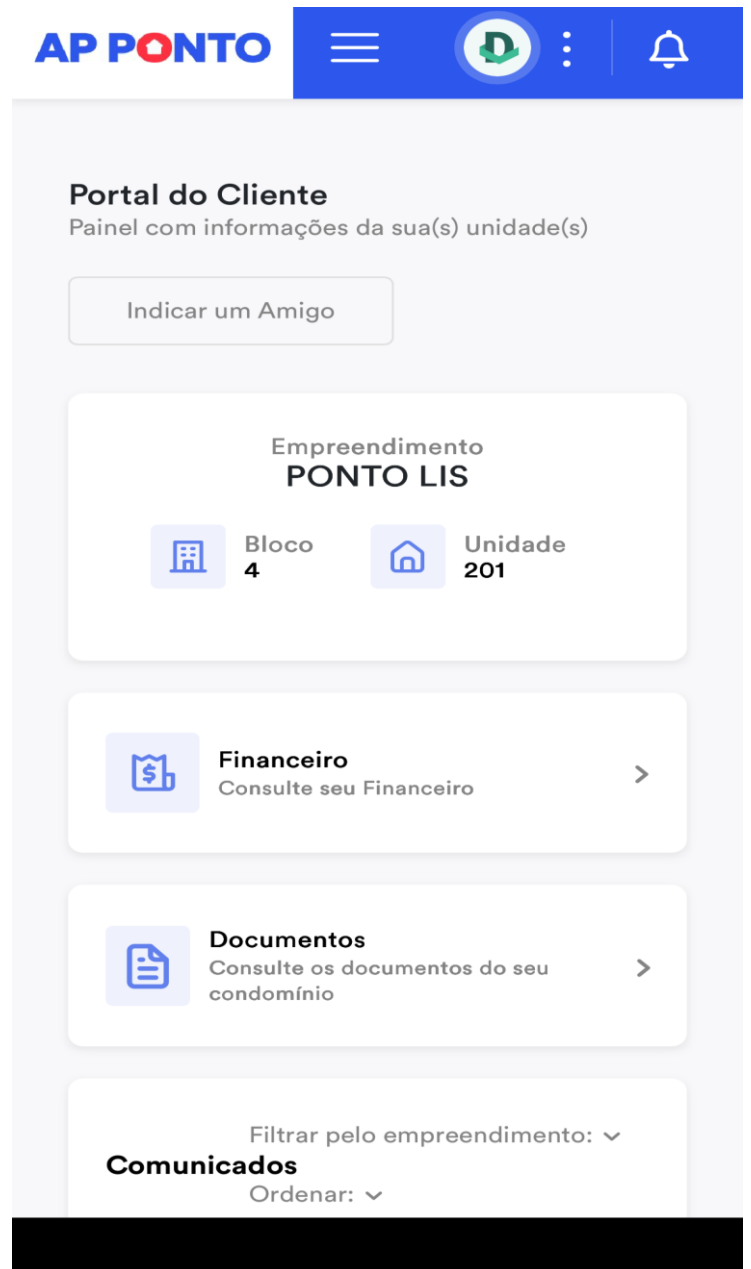 AP PONTO
D
Portal do Cliente
Painel com informações da sua(s) unidade(s)
Indicar um Amigo
Empreendimento
PONTO LIS
Bloco
4
Unidade
201
Financeiro
Consulte seu Financeiro
Documentos
Consulte os documentos do seu
condomínio
Filtrar pelo empreendimento:
Comunicados
Ordenar: